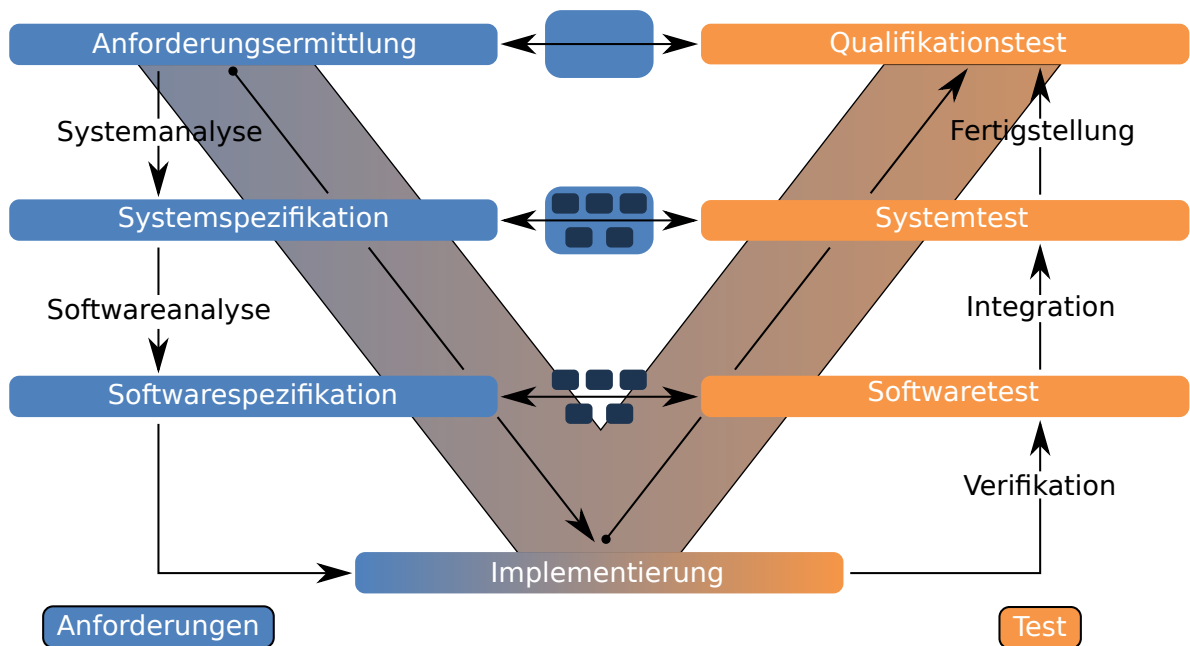 Anforderungsermittlung
Qualifikationstest
Systemanalyse
Fertigstellung
Systemspezifikation
Systemtest
Softwareanalyse
Integration
Softwarespezifikation
Softwaretest
Verifikation
Implementierung
Anforderungen
Test